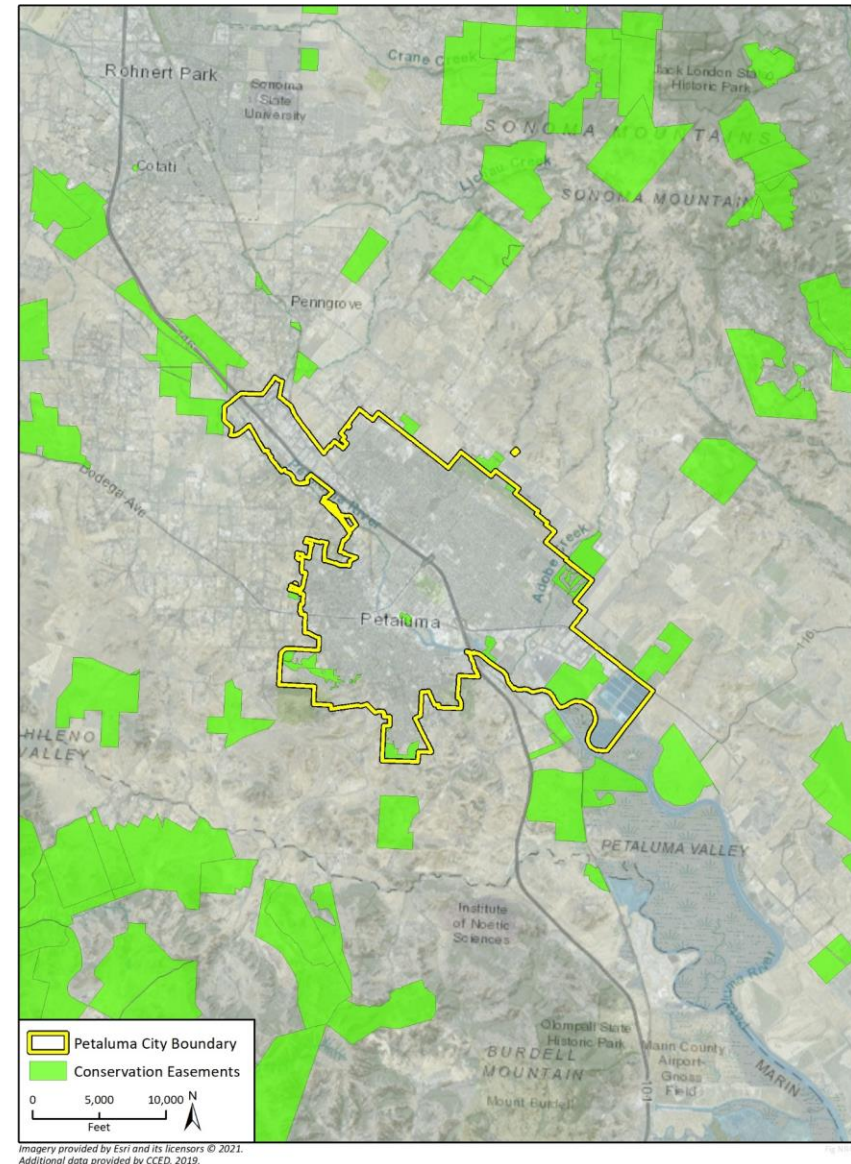 Rohnert Park
Crane Creek
Sonoma
State
University
Jack London State
Historic Park
SONOMA MOUNTAINS
Cotati
Lichau Creek
SONOMA MOUNTAIN
Penngrove
Bodega Ave
Petaluma River
Adobe Creek
Petaluma
HILENO
VALLEY
PETALUMA VALLEY
Institute
of Noetic
Sciences
Olompali State
Historic Park
BURDELL
MOUNTAIN
Mount Burdell
Marin County
Airport-
Gnoss
Field
MARIN
101
Petaluma City Boundary
Conservation Easements
0 5,000 10,000 N
Feet
Imagery provided by Esri and its licensors © 2021.
Additional data provided by CCED, 2019.